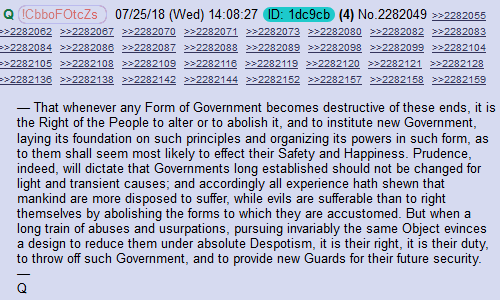 Q !CbboFOtcZs 07/25/18 (Wed) 14:08:27 ID: 1dc9cb (4) No.2282049 >>2282055
>>2282062 >>2282067 >>2282070 >>2282071 >>2282073 >>2282080 >>2282082 >>2282083
>>2282084 >>2282086 >>2282087 >>2282088 >>2282089 >>2282098 >>2282099 >>2282104
>>2282105 >>2282108 >>2282109 >>2282116 >>2282119 >>2282120 >>2282121 >>2282128
>>2282136 >>2282138 >>2282142 >>2282144 >>2282152 >>2282157 >>2282158 >>2282159
— That whenever any Form of Government becomes destructive of these ends, it is
the Right of the People to alter or to abolish it, and to institute new Government,
laying its foundation on such principles and organizing its powers in such form, as
to them shall seem most likely to effect their Safety and Happiness. Prudence,
indeed, will dictate that Governments long established should not be changed for
light and transient causes; and accordingly all experience hath shewn that
mankind are more disposed to suffer, while evils are sufferable than to right
themselves by abolishing the forms to which they are accustomed. But when a
long train of abuses and usurpations, pursuing invariably the same Object evinces
a design to reduce them under absolute Despotism, it is their right, it is their duty,
to throw off such Government, and to provide new Guards for their future security.
—
Q